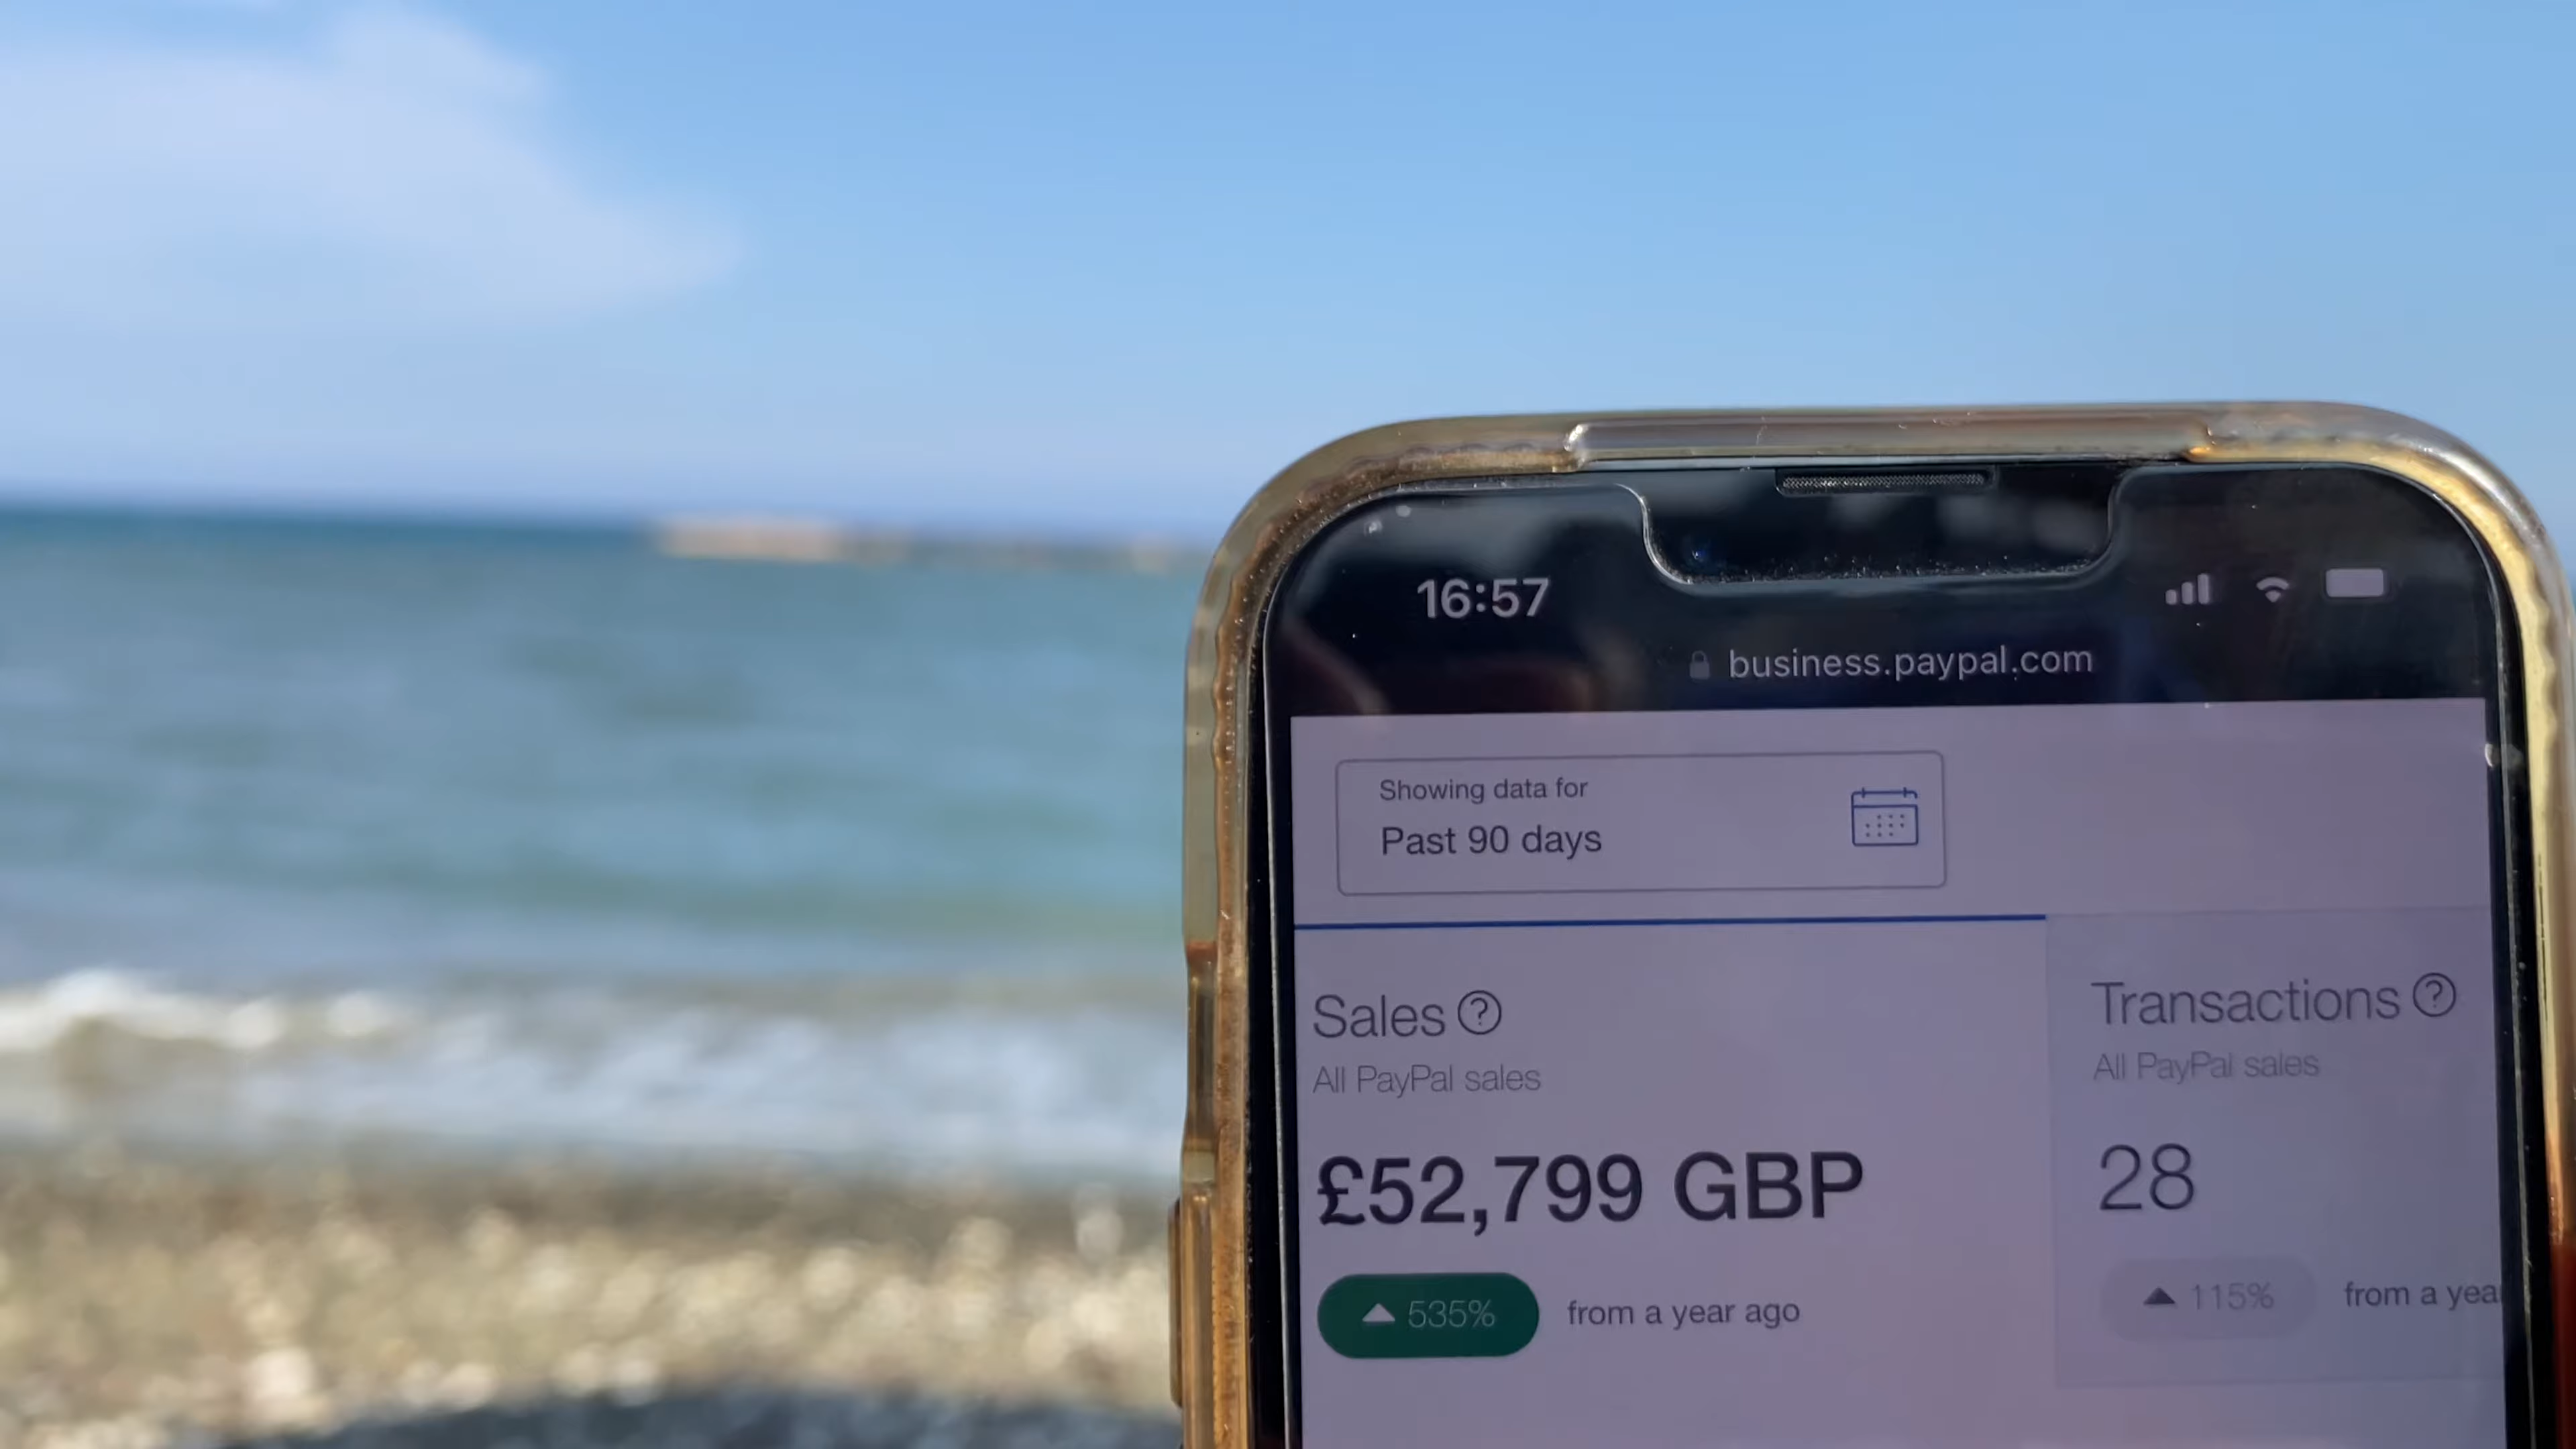 16:57
business.paypal.com
Showing data for
Past 90 days
Sales
All PayPal sales
£52,799 GBP
▲ 535% from a year ago
Transactions
All PayPal sales
28
▲ 115% from a yea